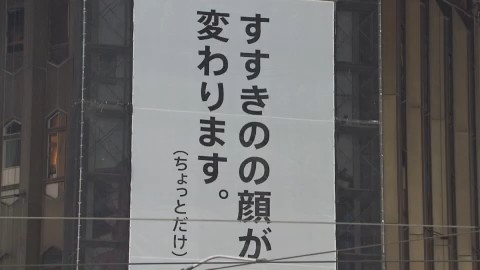 すすきのの顔が
変わります。
（ちょっとだけ）